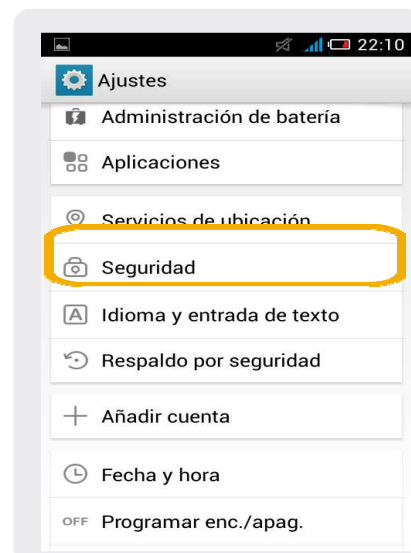 22:10
Ajustes
Administración de batería
Aplicaciones
Servicios de ubicación
Seguridad
A Idioma y entrada de texto
Respaldo por seguridad
Añadir cuenta
Fecha y hora
OFF Programar enc./apag.